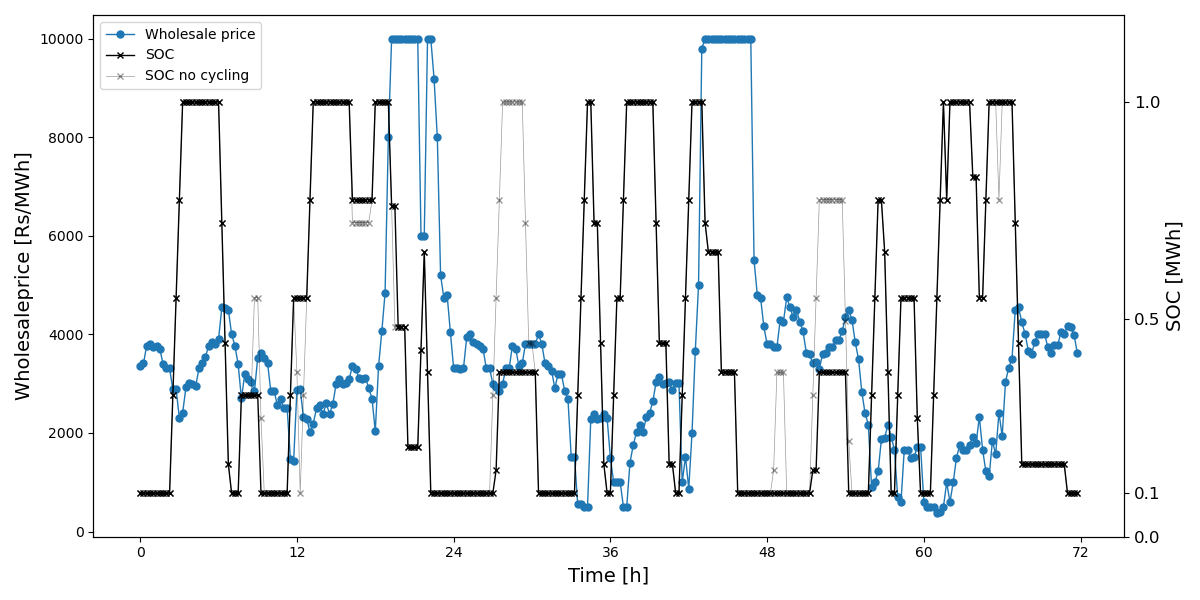 Wholesale price
SOC
SOC no cycling
10000
8000
6000
4000
2000
0
Wholeseleprice [Rs/MWh]
1.0
0.5
0.1
0.0
SOC [MWh]
0 12 24 36 48 60 72
Time [h]